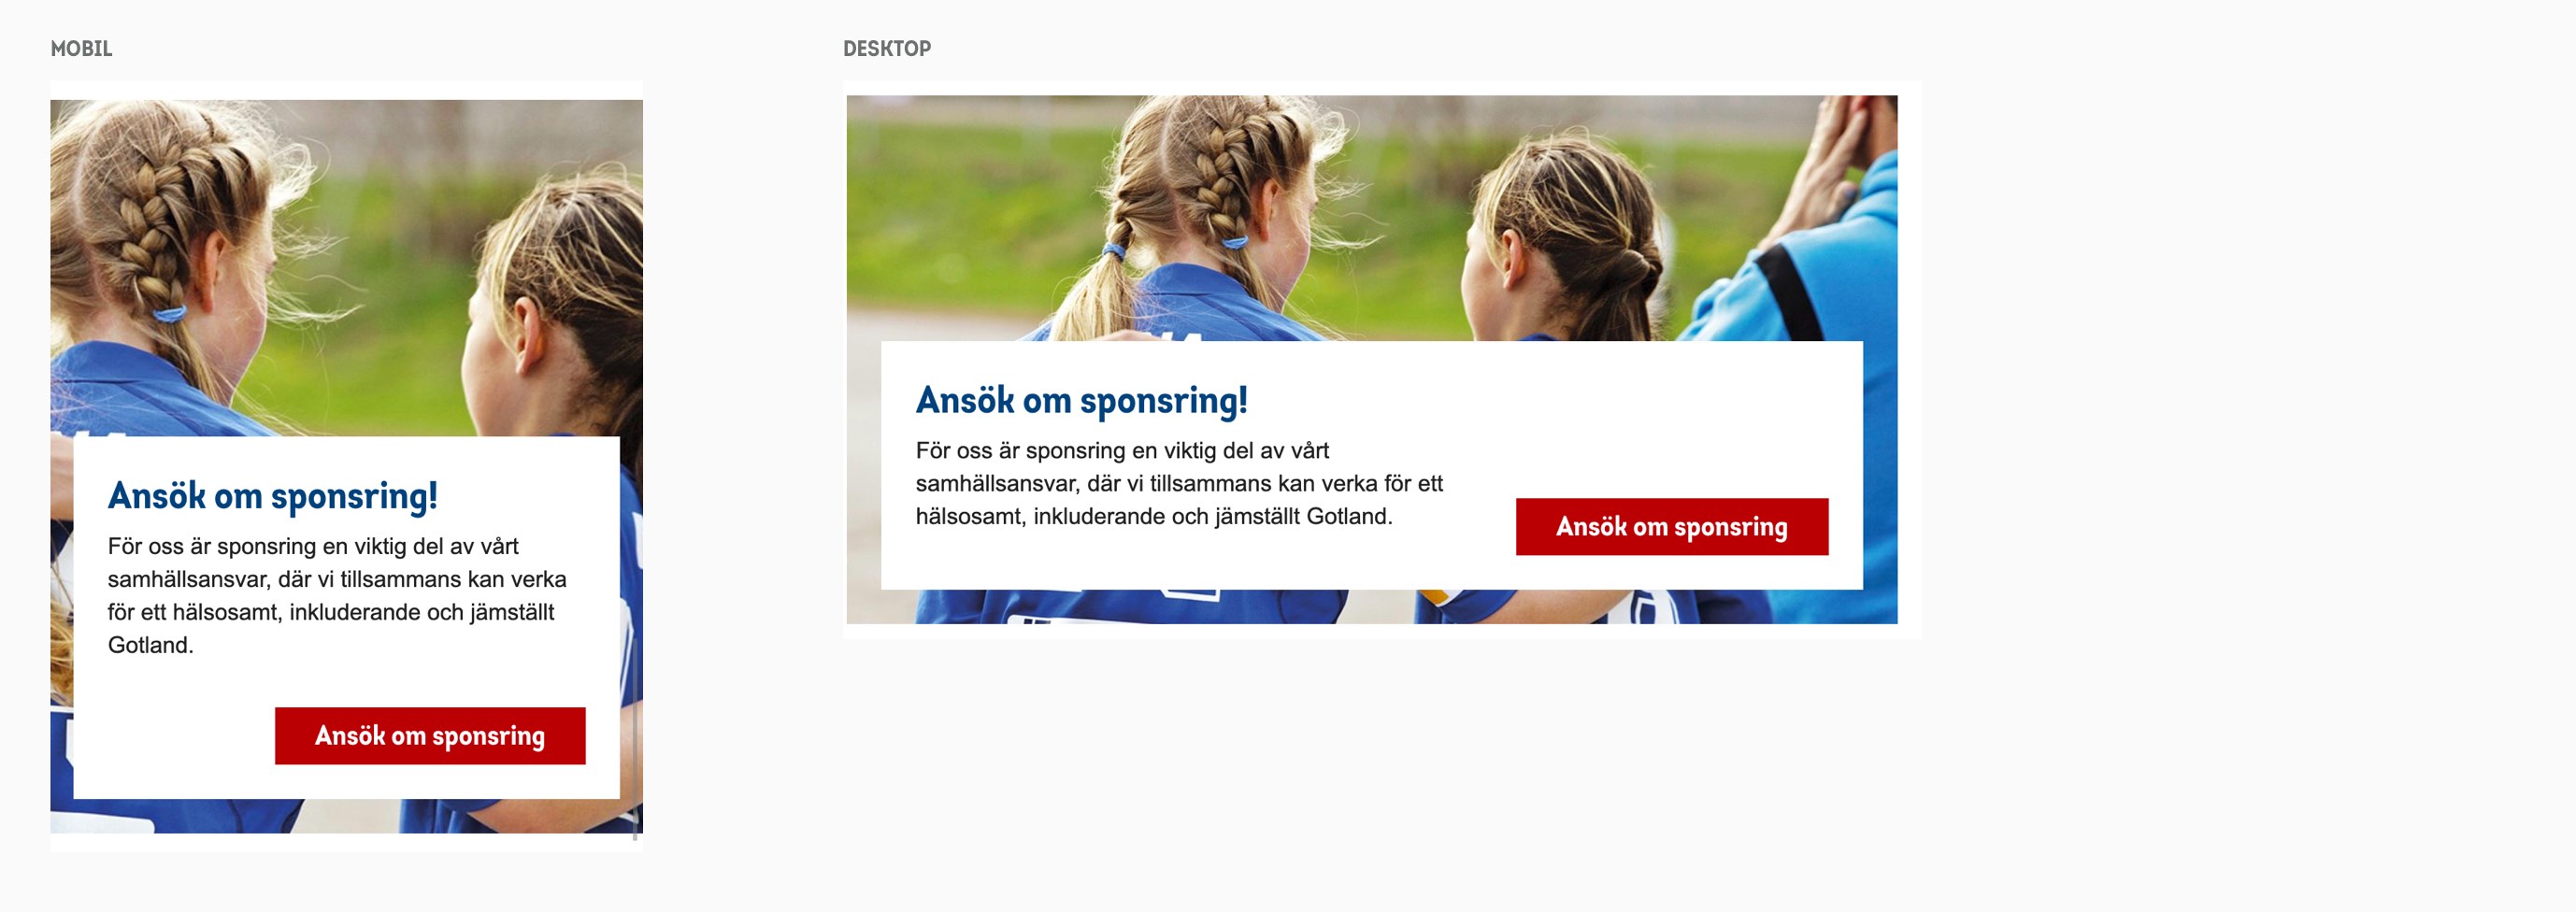 MOBIL
Ansök om sponsring!
För oss är sponsring en viktig del av vårt
samhällsansvar, där vi tillsammans kan verka
för ett hälsosamt, inkluderande och jämställt
Gotland.
Ansök om sponsring
DESKTOP
Ansök om sponsring!
För oss är sponsring en viktig del av vårt
samhällsansvar, där vi tillsammans kan verka för ett
hälsosamt, inkluderande och jämställt Gotland.
Ansök om sponsring